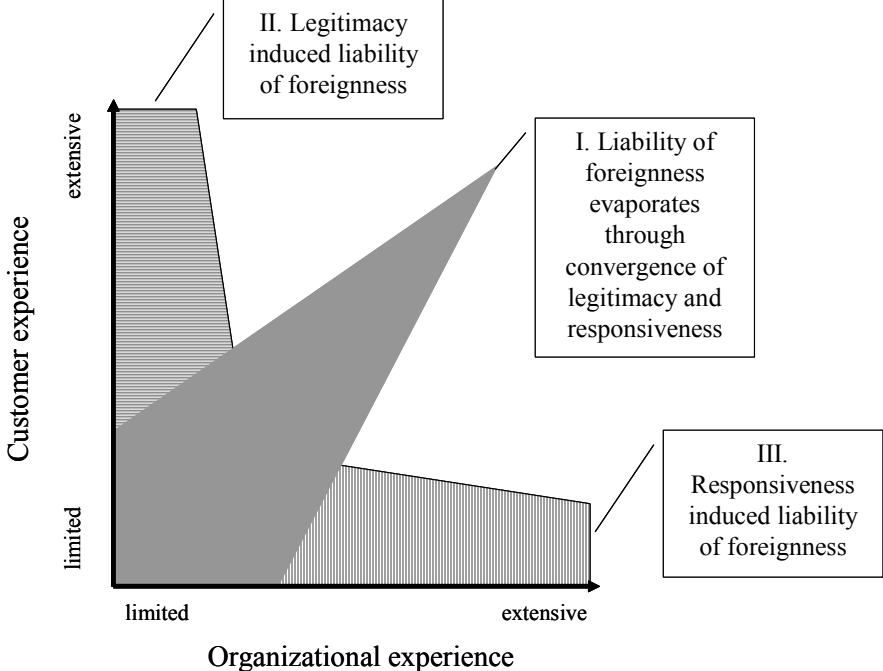 II. Legitimacy
induced liability
of foreignness
I. Liability of
foreignness
evaporates
through
convergence of
legitimacy and
responsiveness
III.
Responsiveness
induced liability
of foreignness
Customer experience
extensive
limited
limited
extensive
Organizational experience